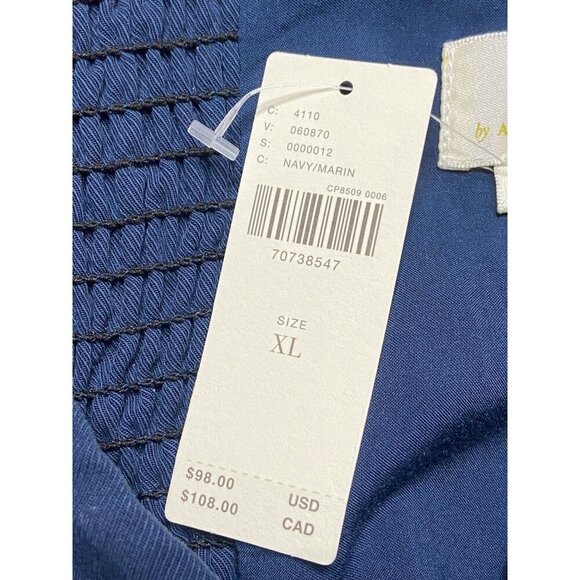 C: 4110
V: 060870
S: 0000012
C: NAVY/MARIN
CP8509 0006
70738547
SIZE
XL
$98.00 USD
$108.00 CAD
by A